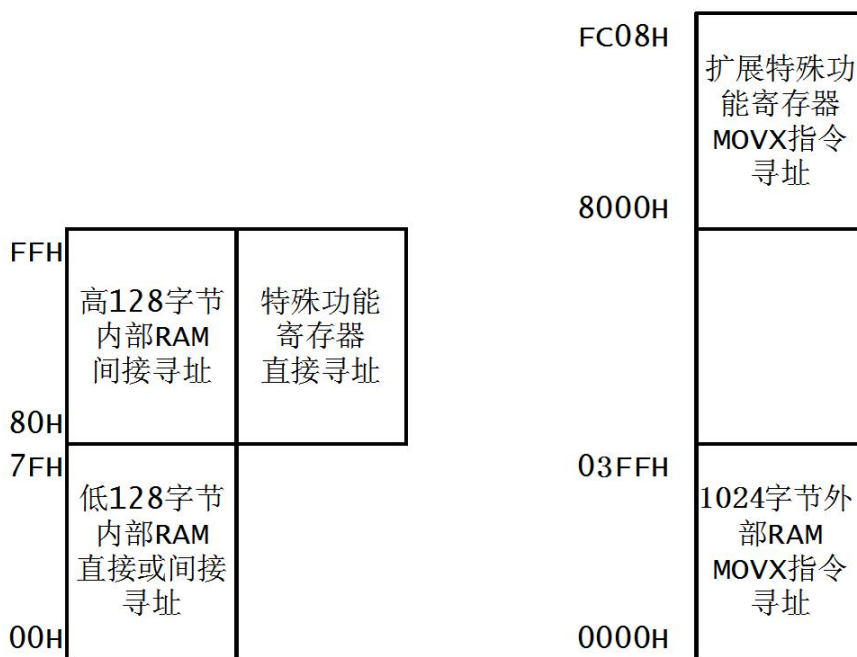 FC08H
扩展特殊功
能寄存器
MOVX指令
寻址
8000H
FFH
高128字节
内部RAM
间接寻址
特殊功能
寄存器
直接寻址
80H
7FH
低128字节
内部RAM
直接或间接
寻址
00H
03FFH
1024字节外
部RAM
MOVX指令
寻址
0000H